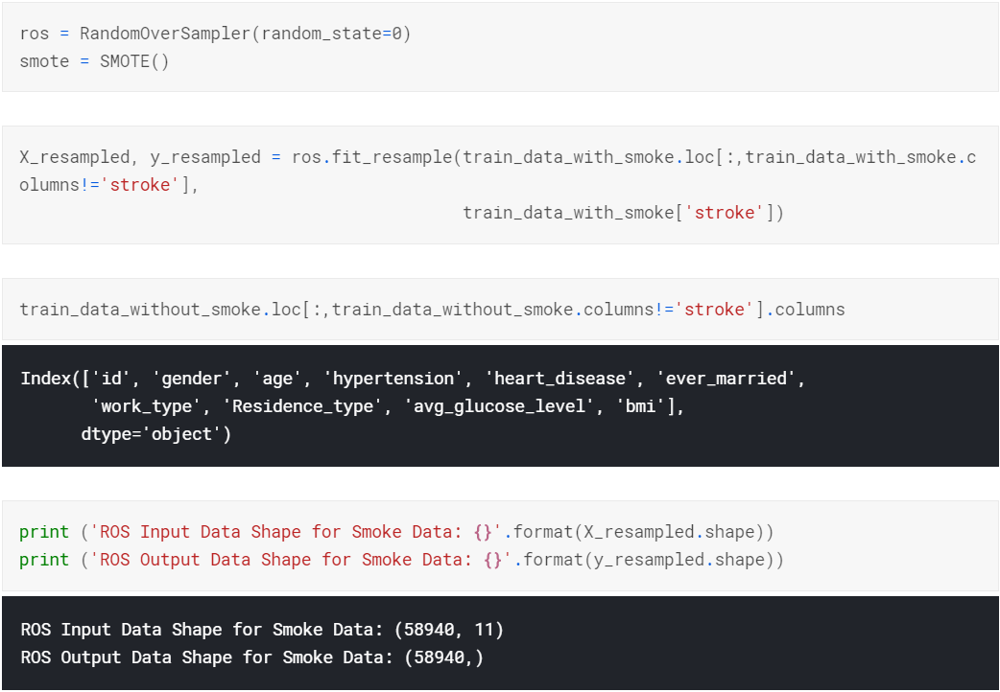 ros = RandomOverSampler(random_state=0)
smote = SMOTE()
X_resampled, y_resampled = ros.fit_resample(train_data_with_smoke.loc[:,train_data_with_smoke.c
olumns!='stroke'],
train_data_with_smoke['stroke'])
train_data_without_smoke.loc[:,train_data_without_smoke.columns!='stroke'].columns
Index(['id', 'gender', 'age', 'hypertension', 'heart_disease', 'ever_married',
'work_type', 'Residence_type', 'avg_glucose_level', 'bmi'],
dtype='object')
print ('ROS Input Data Shape for Smoke Data: {}'.format(X_resampled.shape))
print ('ROS Output Data Shape for Smoke Data: {}'.format(y_resampled.shape))
ROS Input Data Shape for Smoke Data: (58940, 11)
ROS Output Data Shape for Smoke Data: (58940,)